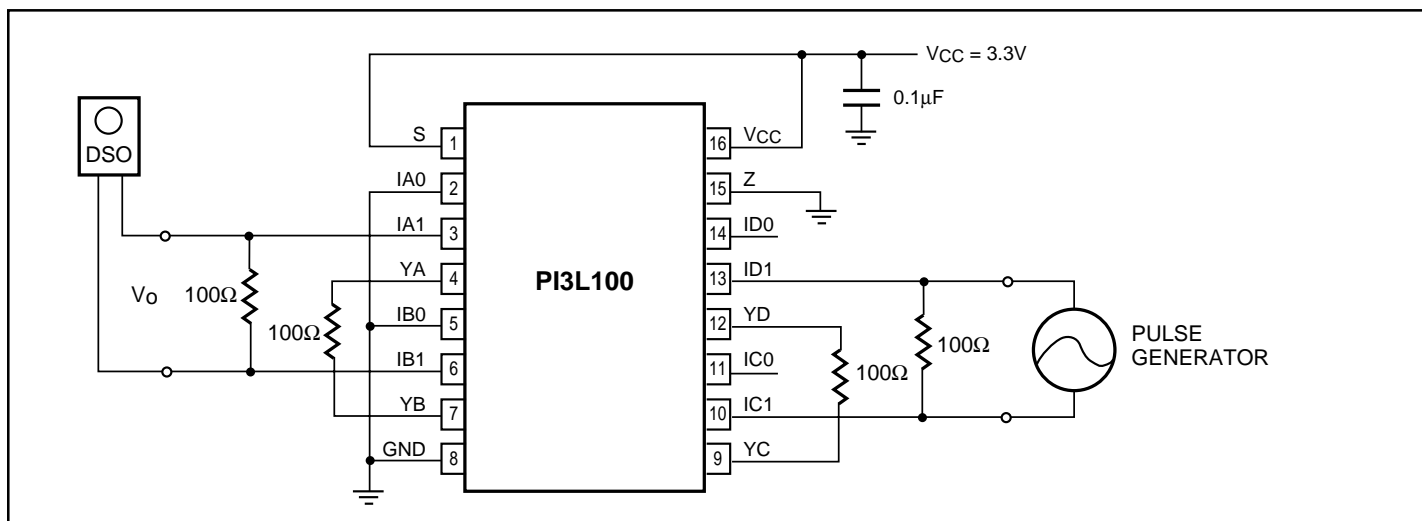 VCC = 3.3V
0.1μF
DSO
S
1
16
VCC
IA0
2
15
Z
IA1
3
14
ID0
YA
4
PI3L100
13
ID1
Vo
100Ω
100Ω
IB0
5
12
YD
100Ω
100Ω
PULSE
GENERATOR
IB1
6
11
IC0
YB
7
10
IC1
GND
8
9
YC